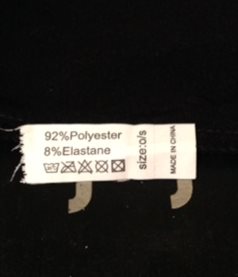 92%Polyester
8%Elastane
size:o/s
MADE IN CHINA